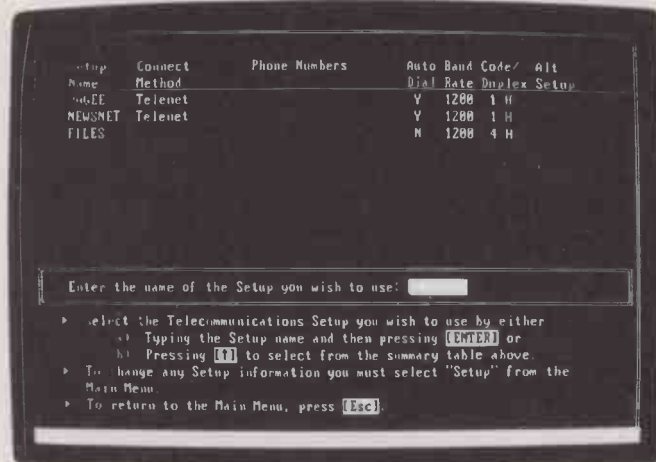 Connect Phone Numbers Auto Baud Code/ Alt
Name Method Dial Rate Duplex Setup
Telenet Y 1200 1 H
NEWSNET Telenet Y 1200 1 H
FILES N 1200 4 H
Enter the name of the Setup you wish to use:
▸ Select the Telecommunications Setup you wish to use by either
a) Typing the Setup name and then pressing [ENTER] or
b) Pressing [↑] to select from the summary table above.
▸ To change any Setup information you must select "Setup" from the
Main Menu.
▸ To return to the Main Menu, press [Esc].